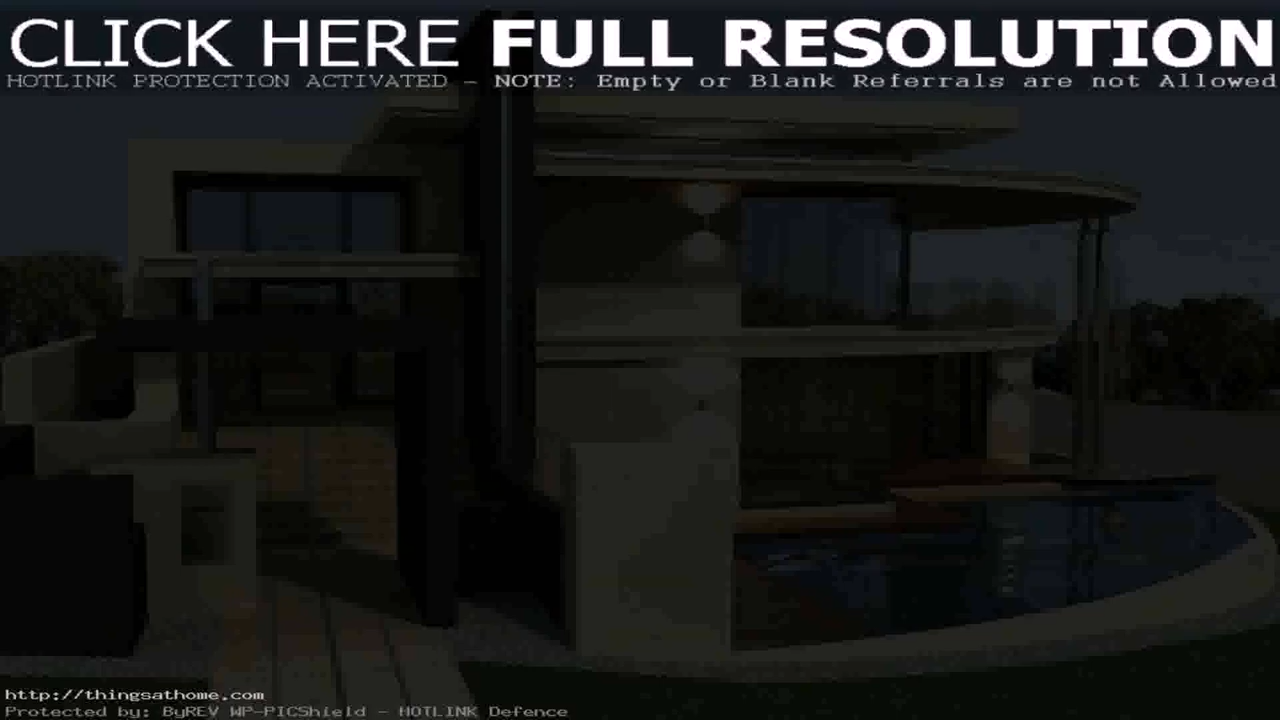 CLICK HERE FULL RESOLUTION
HOTLINK PROTECTION ACTIVATED - NOTE: Empty or Blank Referrals are not Allowed
http://thingsathome.com
Protected by: ByREV WP-PICShield - HOTLINK Defence